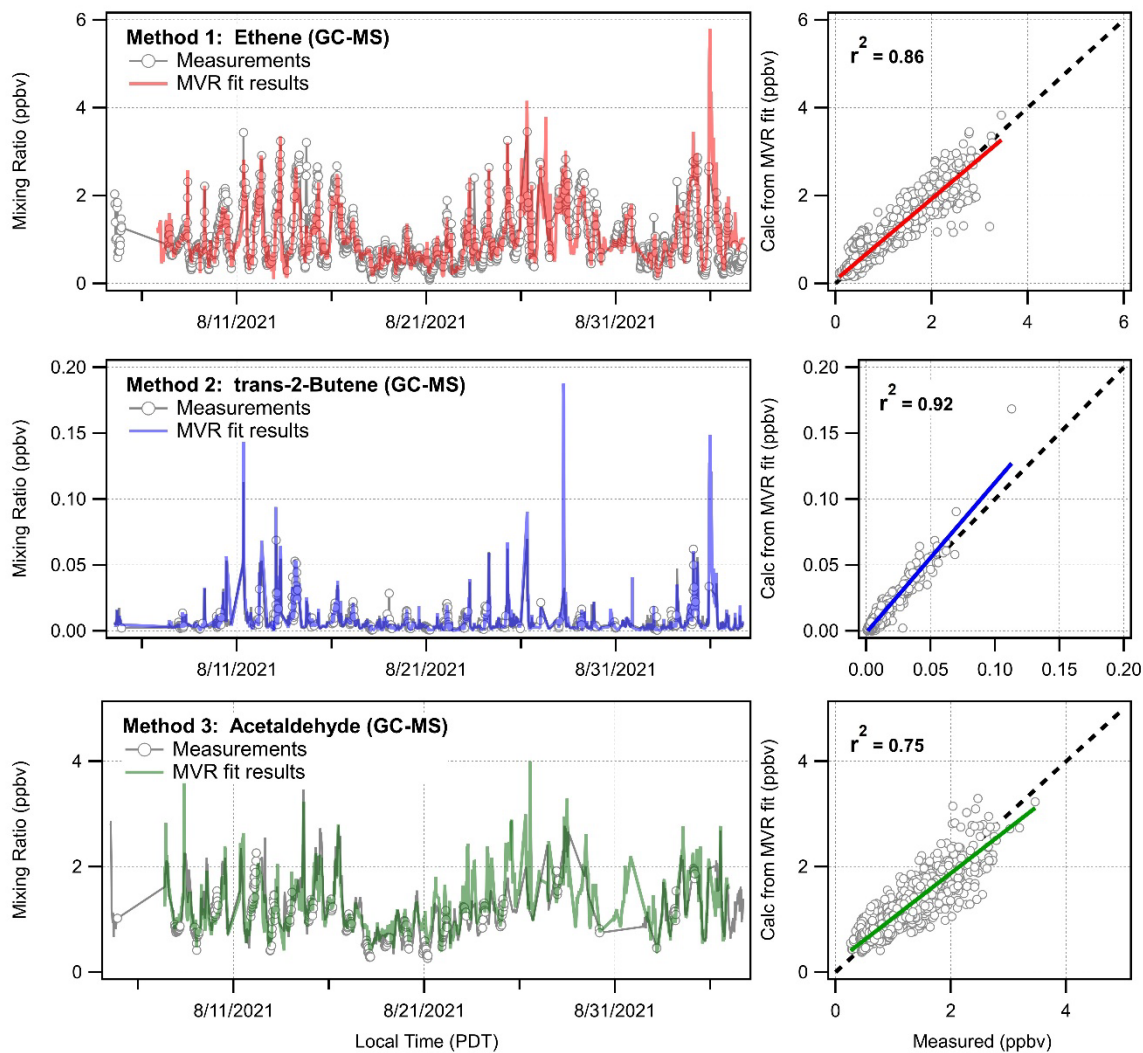 Method 1: Ethene (GC-MS)
Measurements
MVR fit results
Mixing Ratio (ppbv)
6
4
2
0
8/11/2021
8/21/2021
8/31/2021
r² = 0.86
Calc from MVR fit (ppbv)
6
4
2
0
0
2
4
6
Method 2: trans-2-Butene (GC-MS)
Measurements
MVR fit results
Mixing Ratio (ppbv)
0.20
0.15
0.10
0.05
0.00
8/11/2021
8/21/2021
8/31/2021
r² = 0.92
Calc from MVR fit (ppbv)
0.20
0.15
0.10
0.05
0.00
0.00
0.05
0.10
0.15
0.20
Method 3: Acetaldehyde (GC-MS)
Measurements
MVR fit results
Mixing Ratio (ppbv)
4
2
0
8/11/2021
8/21/2021
8/31/2021
Local Time (PDT)
r² = 0.75
Calc from MVR fit (ppbv)
4
2
0
0
2
4
Measured (ppbv)